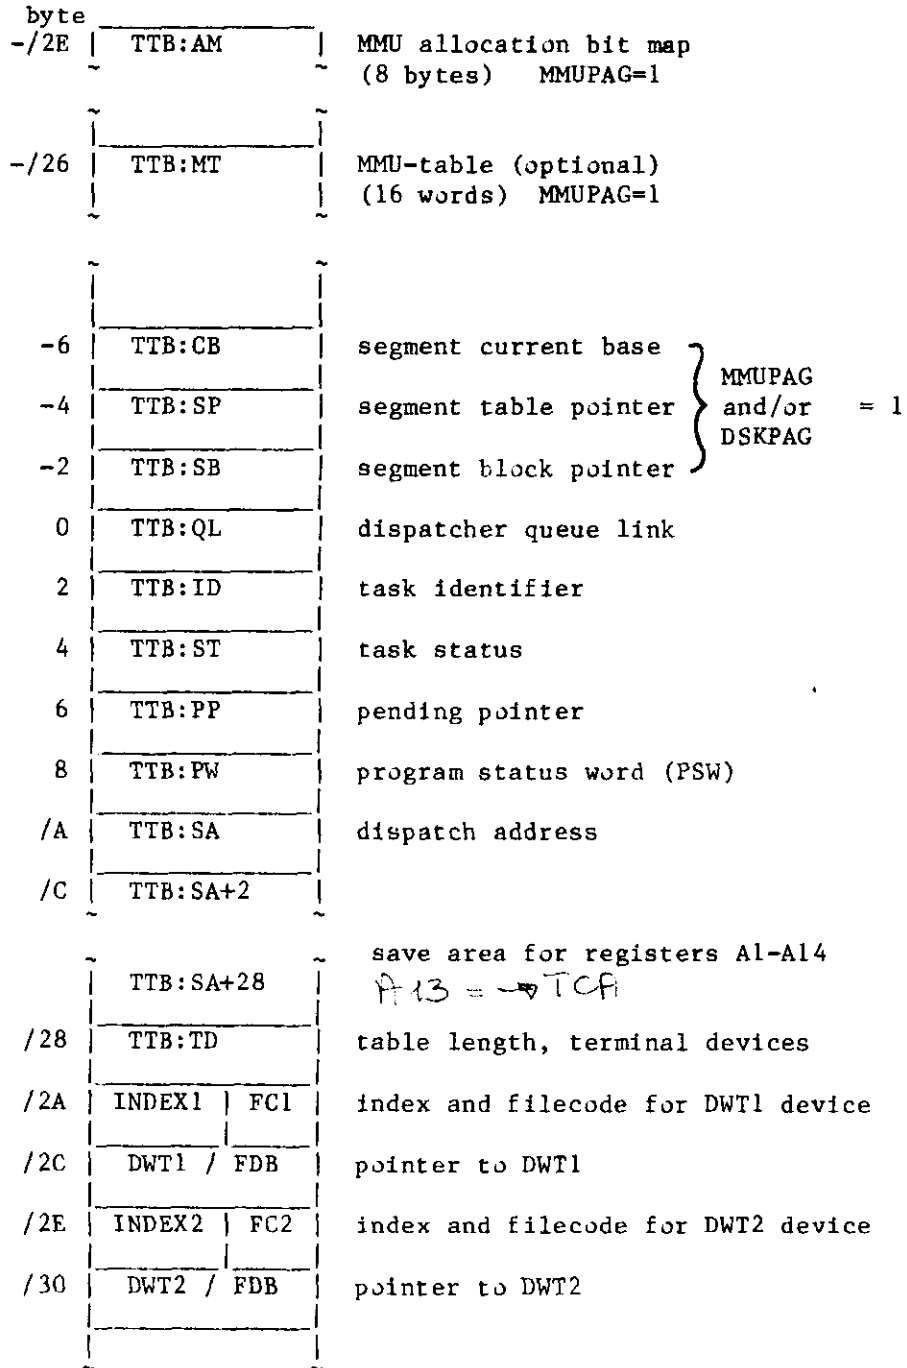 byte
-/2E TTB:AM MMU allocation bit map
(8 bytes) MMUPAG=1
-/26 TTB:MT MMU-table (optional)
(16 words) MMUPAG=1
-6 TTB:CB segment current base
MMUPAG
-4 TTB:SP segment table pointer and/or = 1
DSKPAG
-2 TTB:SB segment block pointer
0 TTB:QL dispatcher queue link
2 TTB:ID task identifier
4 TTB:ST task status
6 TTB:PP pending pointer
8 TTB:PW program status word (PSW)
/A TTB:SA dispatch address
/C TTB:SA+2
save area for registers A1-A14
TTB:SA+28 A13 = → TCA
/28 TTB:TD table length, terminal devices
/2A INDEX1 | FC1 index and filecode for DWT1 device
/2C DWT1 / FDB pointer to DWT1
/2E INDEX2 | FC2 index and filecode for DWT2 device
/30 DWT2 / FDB pointer to DWT2